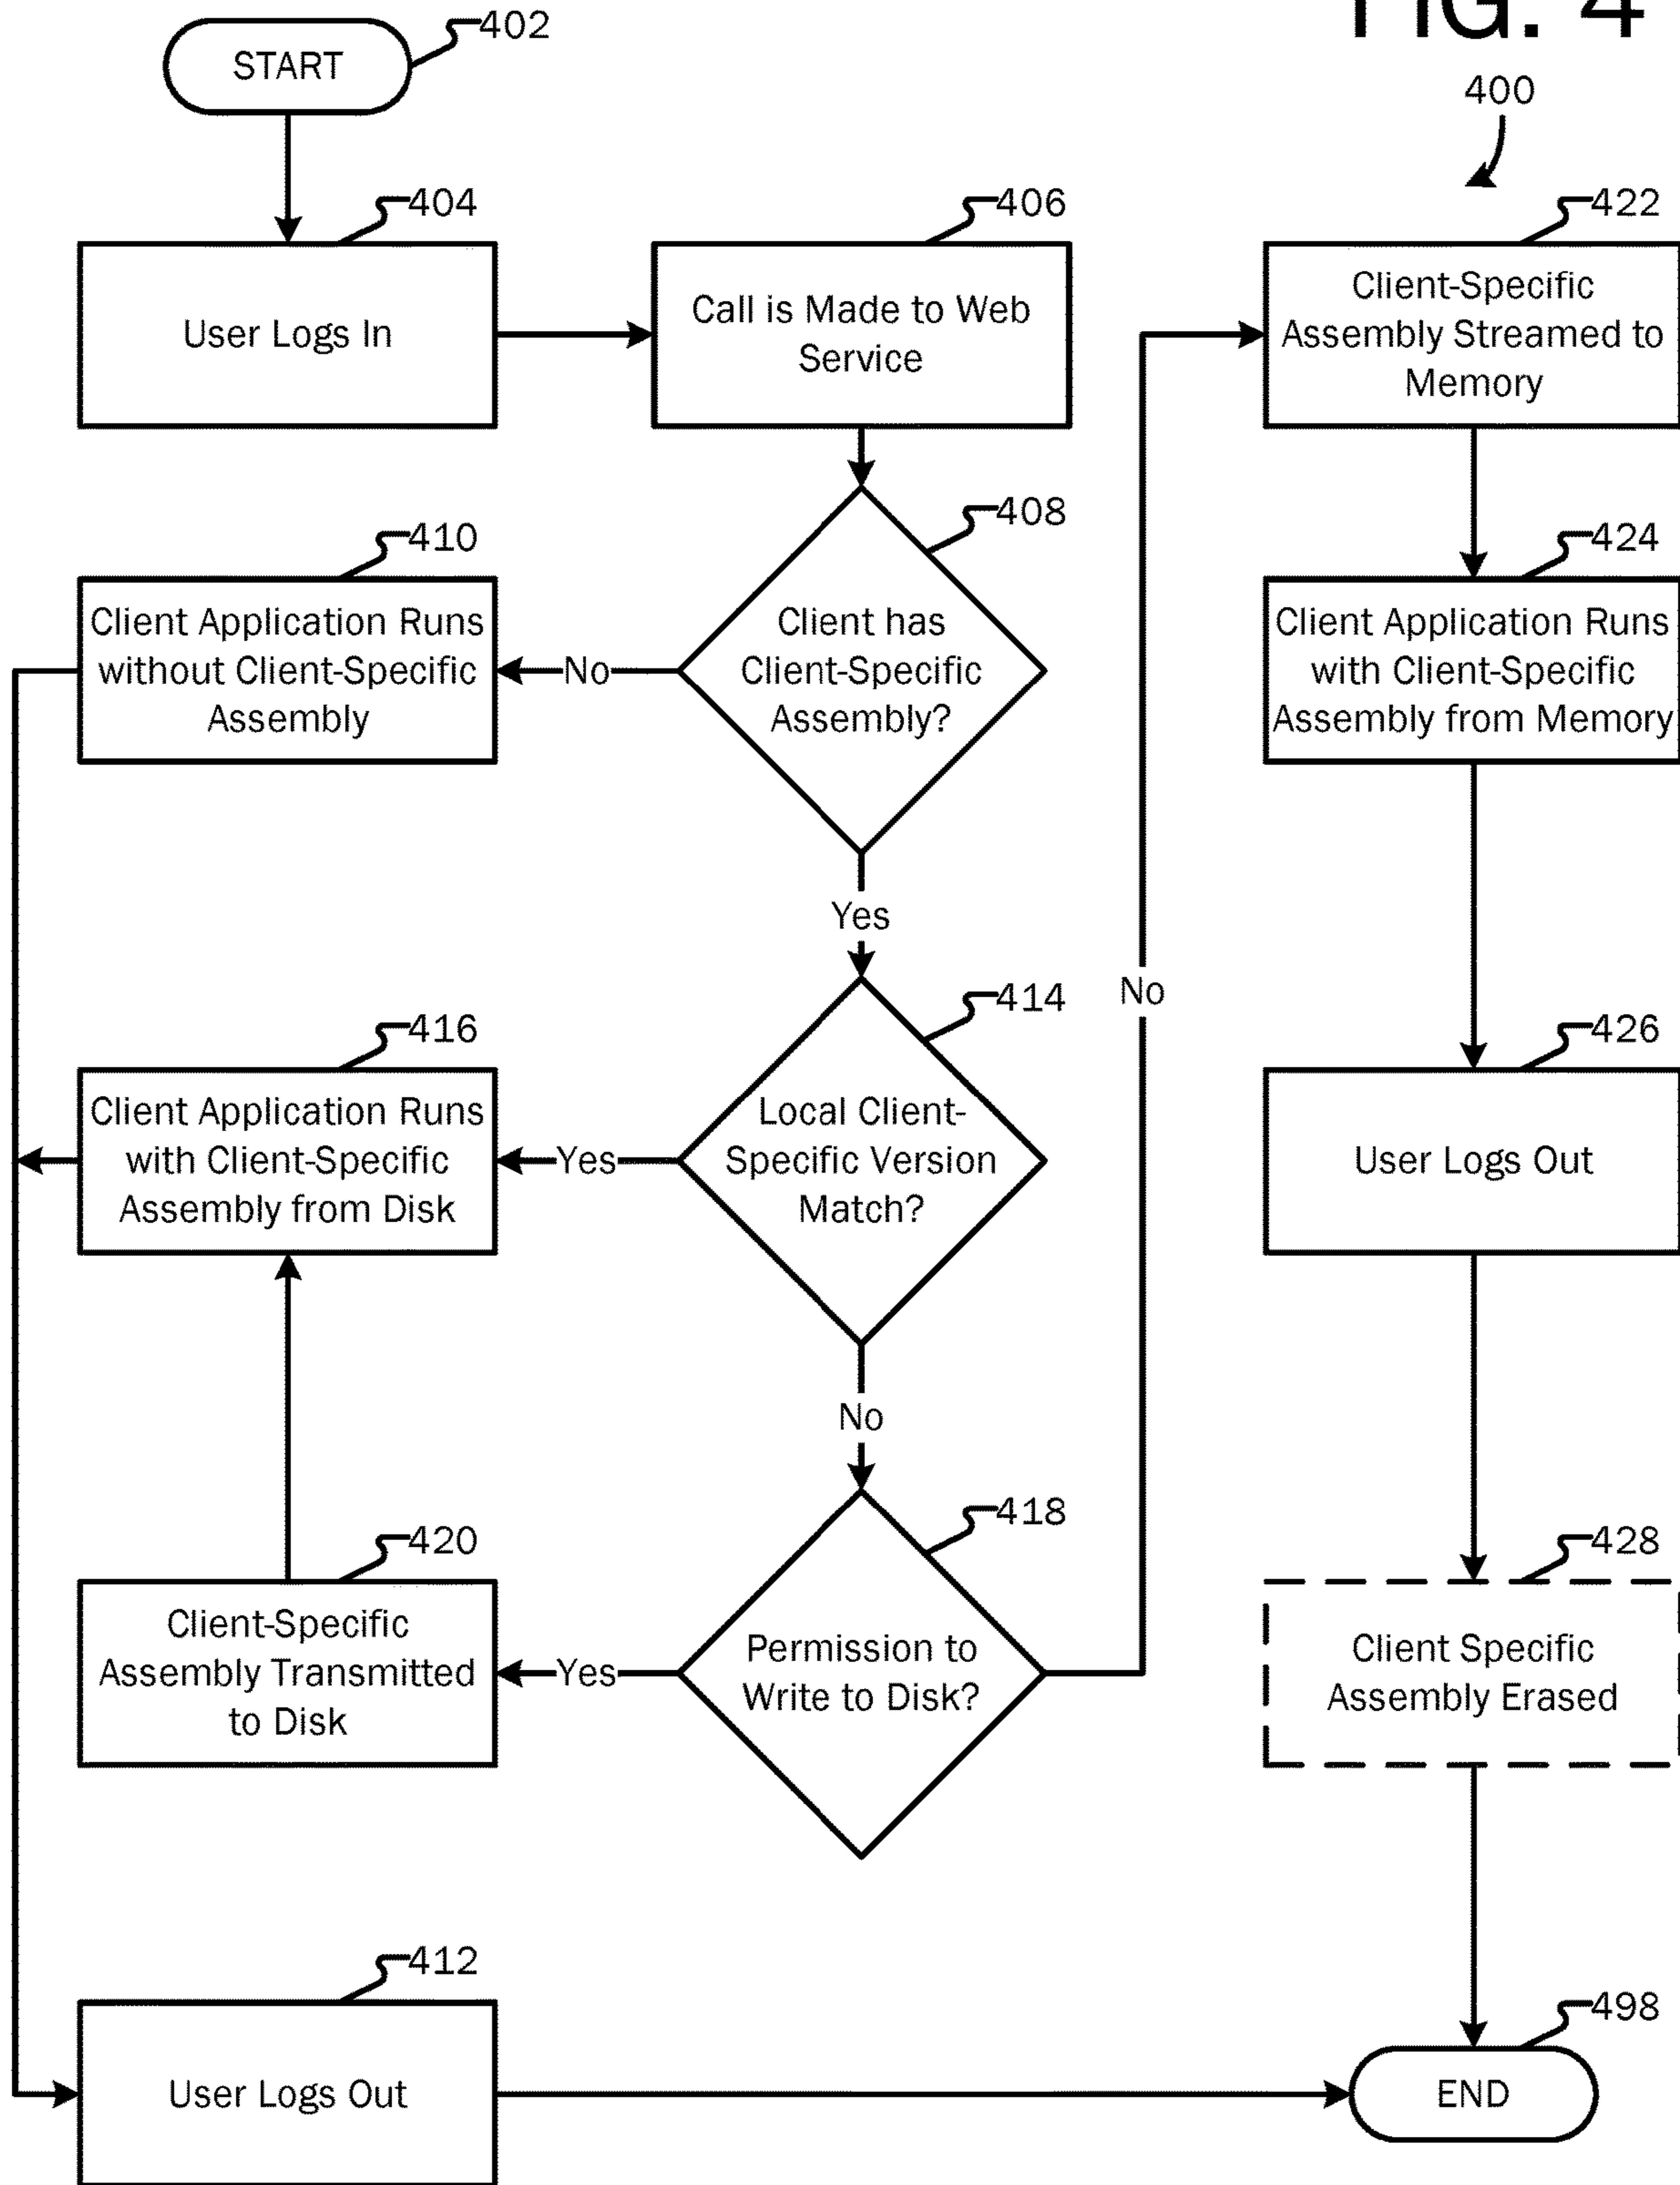 FIG. 4
402
START
400
404
406
422
User Logs In
Call is Made to Web
Service
Client-Specific
Assembly Streamed to
Memory
408
410
424
Client Application Runs
without Client-Specific
Assembly
No
Client has
Client-Specific
Assembly?
Client Application Runs
with Client-Specific
Assembly from Memory
Yes
No
414
416
426
Client Application Runs
with Client-Specific
Assembly from Disk
Yes
Local Client-
Specific Version
Match?
User Logs Out
No
418
420
428
Client-Specific
Assembly Transmitted
to Disk
Yes
Permission to
Write to Disk?
Client Specific
Assembly Erased
412
498
User Logs Out
END